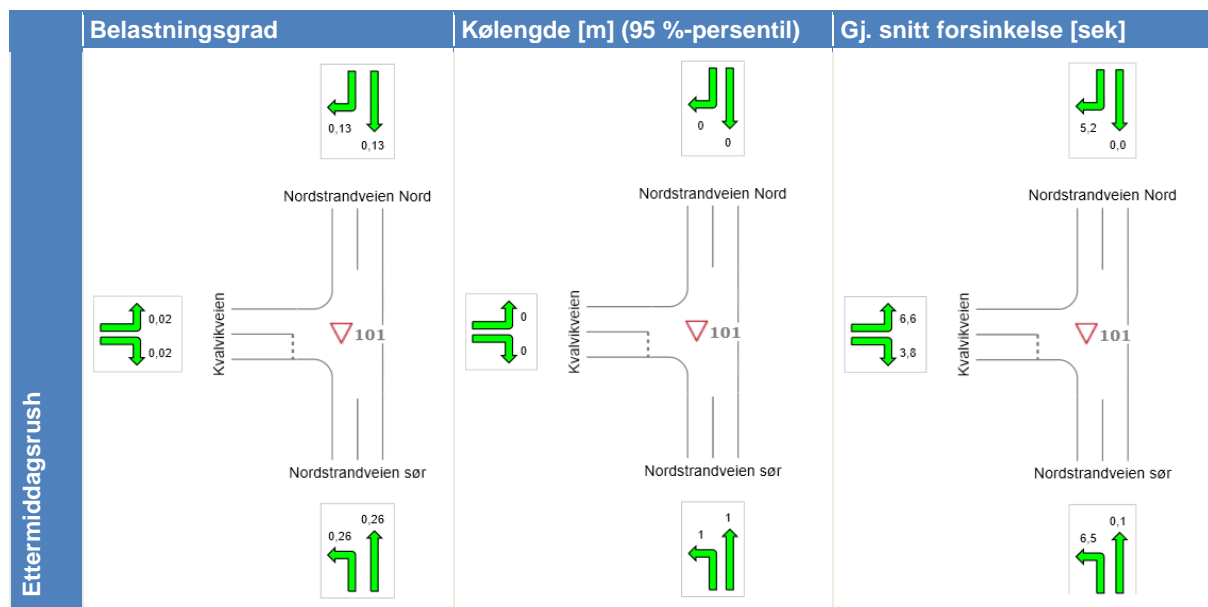 Belastningsgrad
Kølengde [m] (95 %-persentil)
Gj. snitt forsinkelse [sek]
Ettermiddagsrush
0,13
0,13
Nordstrandveien Nord
0,02
0,02
Kvalvikveien
101
Nordstrandveien sør
0,26
0,26
0
0
Nordstrandveien Nord
0
0
Kvalvikveien
101
Nordstrandveien sør
1
1
5,2
0,0
Nordstrandveien Nord
6,6
3,8
Kvalvikveien
101
Nordstrandveien sør
0,1
6,5